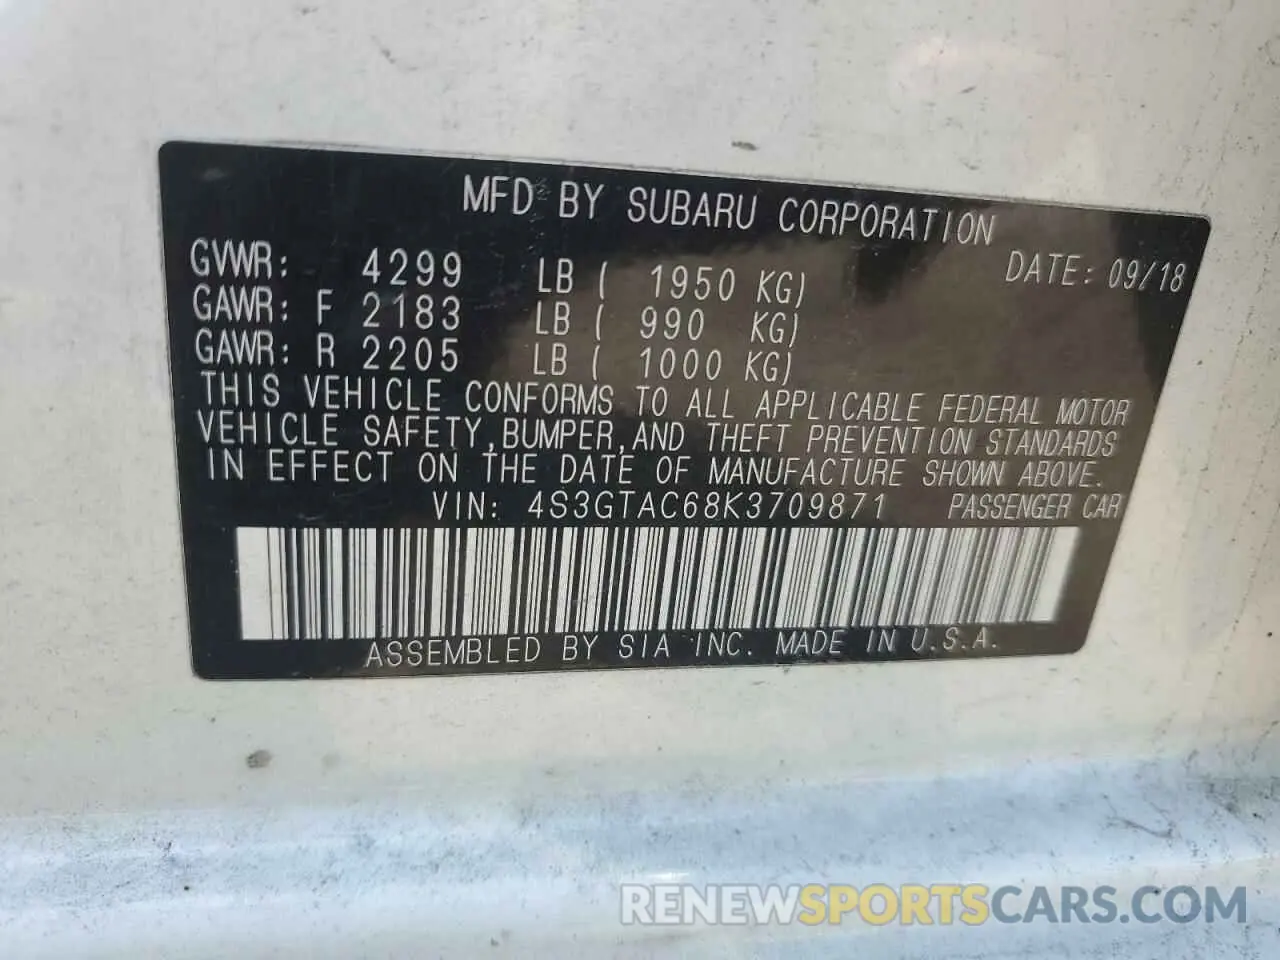 MFD BY SUBARU CORPORATION
DATE: 09/18
GVWR: 4299 LB ( 1950 KG)
GAWR: F 2183 LB ( 990 KG)
GAWR: R 2205 LB ( 1000 KG)
THIS VEHICLE CONFORMS TO ALL APPLICABLE FEDERAL MOTOR
VEHICLE SAFETY, BUMPER, AND THEFT PREVENTION STANDARDS
IN EFFECT ON THE DATE OF MANUFACTURE SHOWN ABOVE.
VIN: 4S3GTAC68K3709871 PASSENGER CAR
ASSEMBLED BY SIA INC. MADE IN U.S.A.
RENEWSPORTSCARS.COM